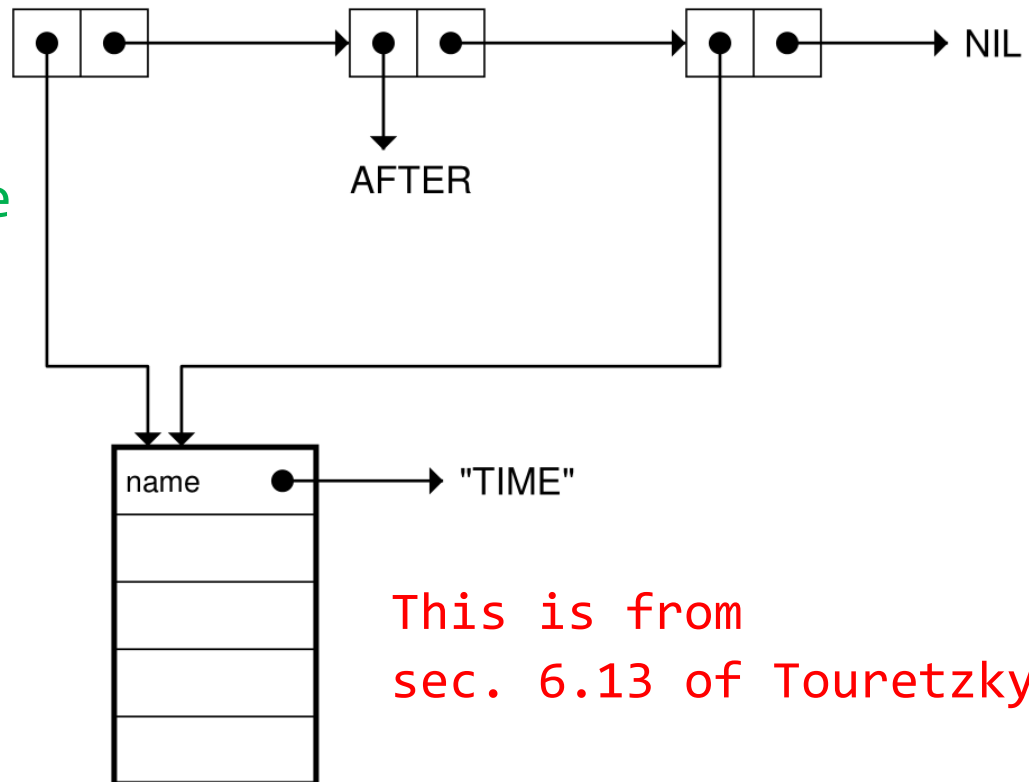 NIL
AFTER
e
name "TIME"
This is from
sec. 6.13 of Touretzky